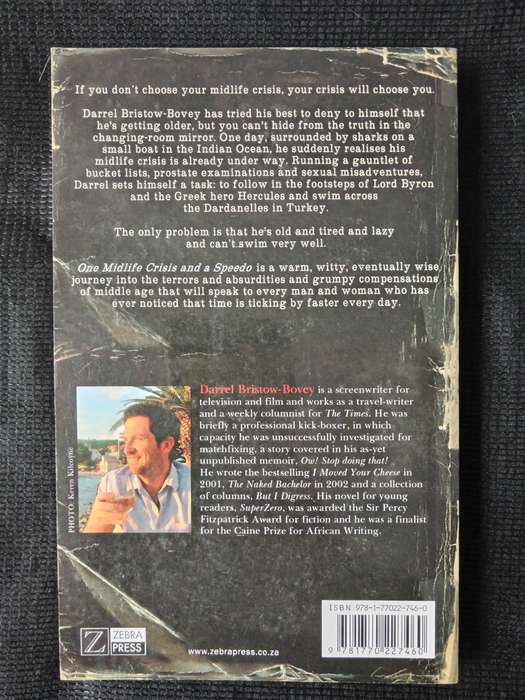 If you don't choose your midlife crisis, your crisis will choose you.
Darrel Bristow-Bovey has tried his best to deny to himself that
he's getting older, but you can't hide from the truth in the
changing-room mirror. One day, surrounded by sharks on a
small boat in the Indian Ocean, he suddenly realises his
midlife crisis is already under way. Running a gauntlet of
bucket lists, prostate examinations and sexual misadventures,
Darrel sets himself a task: to follow in the footsteps of Lord Byron
and the Greek hero Hercules and swim across
the Dardanelles in Turkey.
The only problem is that he's old and tired and lazy
and can't swim very well.
One Midlife Crisis and a Speedo is a warm, witty, eventually wise
journey into the terrors and absurdities and grumpy compensations
of middle age that will speak to every man and woman who has
ever noticed that time is ticking by faster every day.
Darrel Bristow-Bovey is a screenwriter for
television and film and works as a travel-writer
and a weekly columnist for The Times. He was
briefly a professional kick-boxer, in which
capacity he was unsuccessfully investigated for
matchfixing, a story covered in his as-yet
unpublished memoir, Ow! Stop doing that!
He wrote the bestselling I Moved Your Cheese in
2001, The Naked Bachelor in 2002 and a collection
of columns, But I Digress. His novel for young
readers, SuperZero, was awarded the Sir Percy
Fitzpatrick Award for fiction and he was a finalist
for the Caine Prize for African Writing.
PHOTO: Keren Kilcoyne
Z
ZEBRA
PRESS
www.zebrapress.co.za
ISBN 978-1-77022-746-0
9 781770 227460